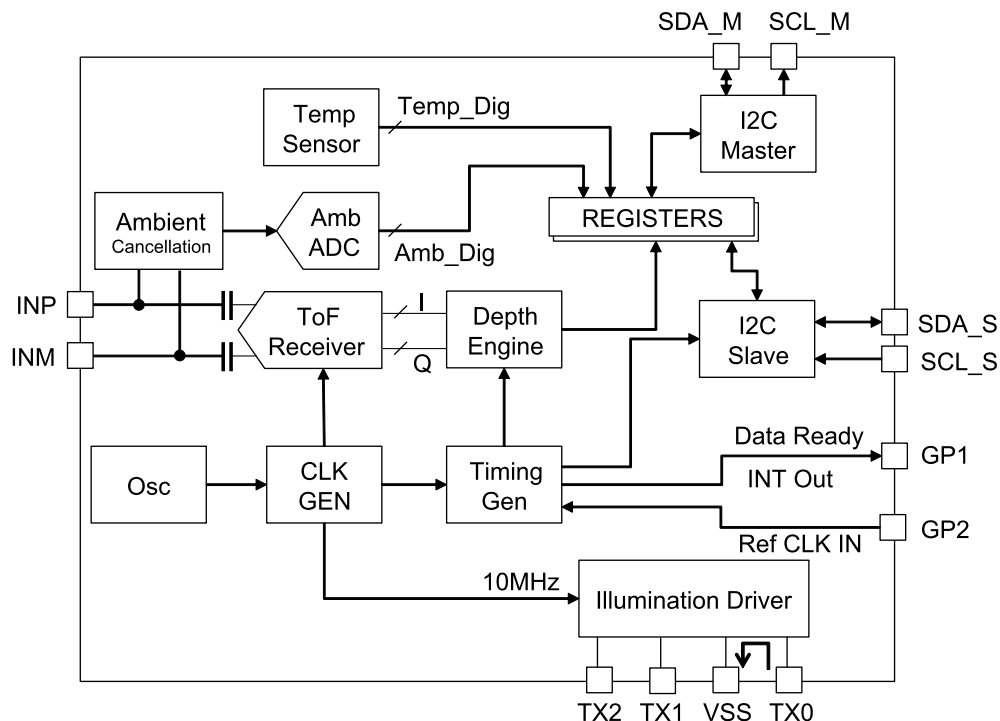 SDA_M SCL_M
Temp
Sensor
Temp_Dig
I2C
Master
Ambient
Cancellation
Amb
ADC
Amb_Dig
REGISTERS
INP
INM
ToF
Receiver
I
Q
Depth
Engine
I2C
Slave
SDA_S
SCL_S
Osc
CLK
GEN
Timing
Gen
Data Ready
INT Out
GP1
Ref CLK IN
GP2
10MHz
Illumination Driver
TX2 TX1 VSS TX0